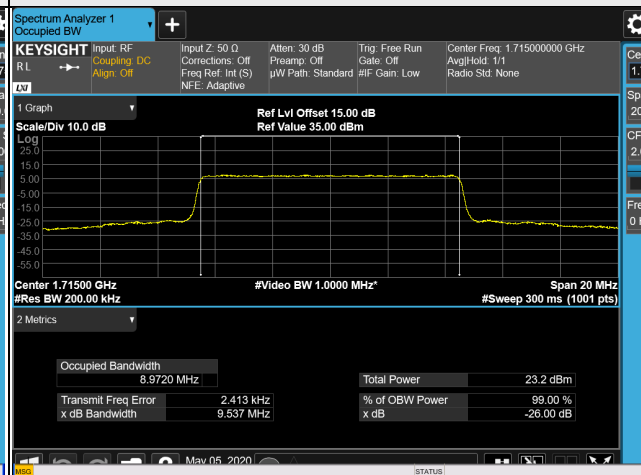 Spectrum Analyzer 1
Occupied BW
KEYSIGHT
R L
LXI
Input: RF
Coupling: DC
Align: Off
Input Z: 50 Ω
Corrections: Off
Freq Ref: Int (S)
NFE: Adaptive
Atten: 30 dB
Preamp: Off
µW Path: Standard
Trig: Free Run
Gate: Off
#IF Gain: Low
Center Freq: 1.715000000 GHz
Avg|Hold: 1/1
Radio Std: None
1 Graph
Scale/Div 10.0 dB
Ref Lvl Offset 15.00 dB
Ref Value 35.00 dBm
Log
25.0
15.0
5.00
-5.00
-15.0
-25.0
-35.0
-45.0
-55.0
Center 1.71500 GHz
#Video BW 1.0000 MHz*
Span 20 MHz
#Res BW 200.00 kHz
#Sweep 300 ms (1001 pts)
2 Metrics
Occupied Bandwidth
8.9720 MHz
Total Power 23.2 dBm
Transmit Freq Error 2.413 kHz
% of OBW Power 99.00 %
x dB Bandwidth 9.537 MHz
x dB -26.00 dB
May 05, 2020
MSG
STATUS